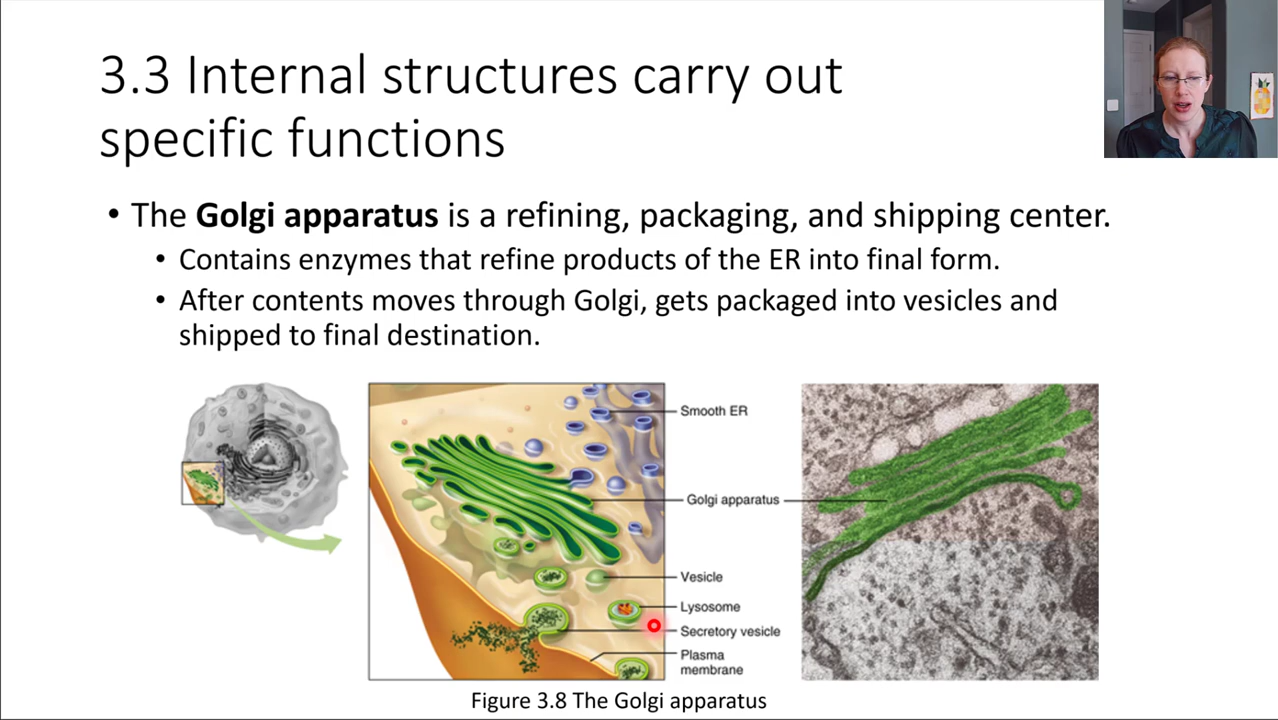 3.3 Internal structures carry out
specific functions
• The Golgi apparatus is a refining, packaging, and shipping center.
• Contains enzymes that refine products of the ER into final form.
• After contents moves through Golgi, gets packaged into vesicles and
shipped to final destination.
Smooth ER
Golgi apparatus
Vesicle
Lysosome
Secretory vesicle
Plasma
membrane
Figure 3.8 The Golgi apparatus